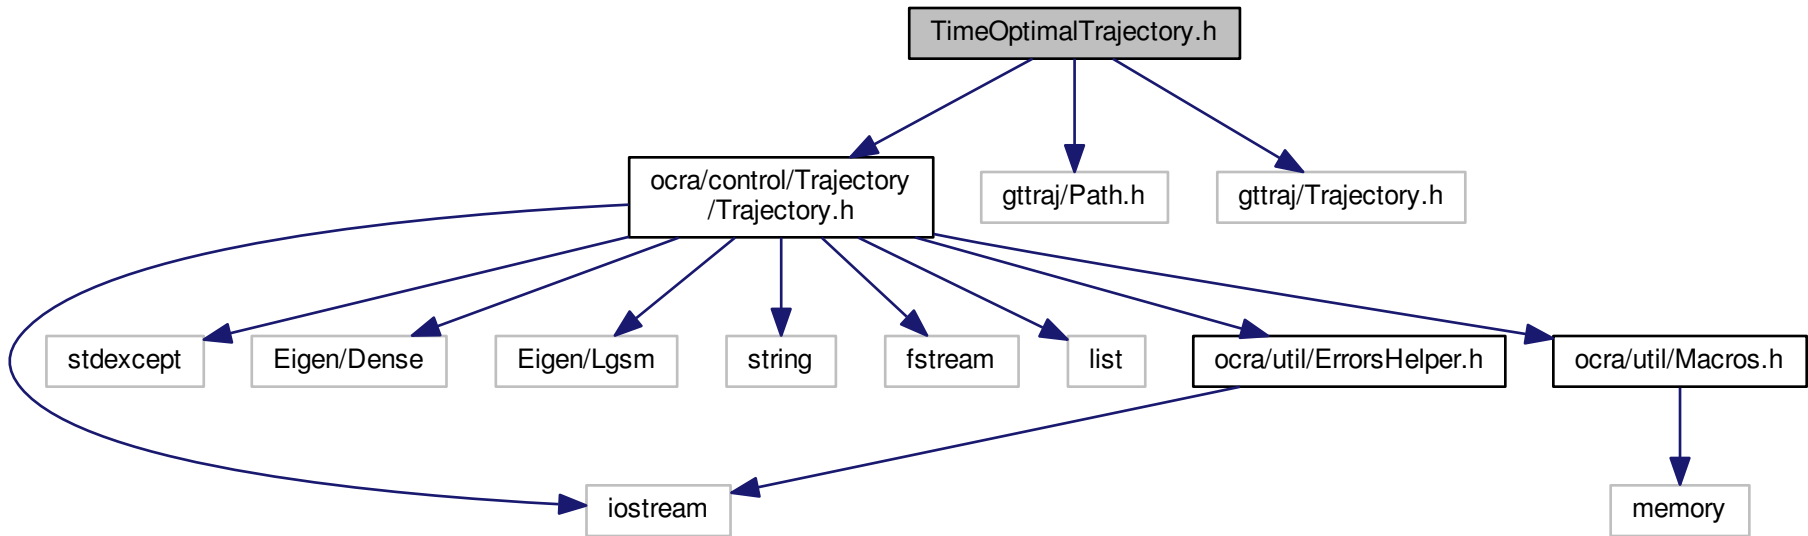 TimeOptimalTrajectory.h
ocra/control/Trajectory
/Trajectory.h
gttraj/Path.h
gttraj/Trajectory.h
stdexcept
Eigen/Dense
Eigen/Lgsm
string
fstream
list
ocra/util/ErrorsHelper.h
ocra/util/Macros.h
iostream
memory